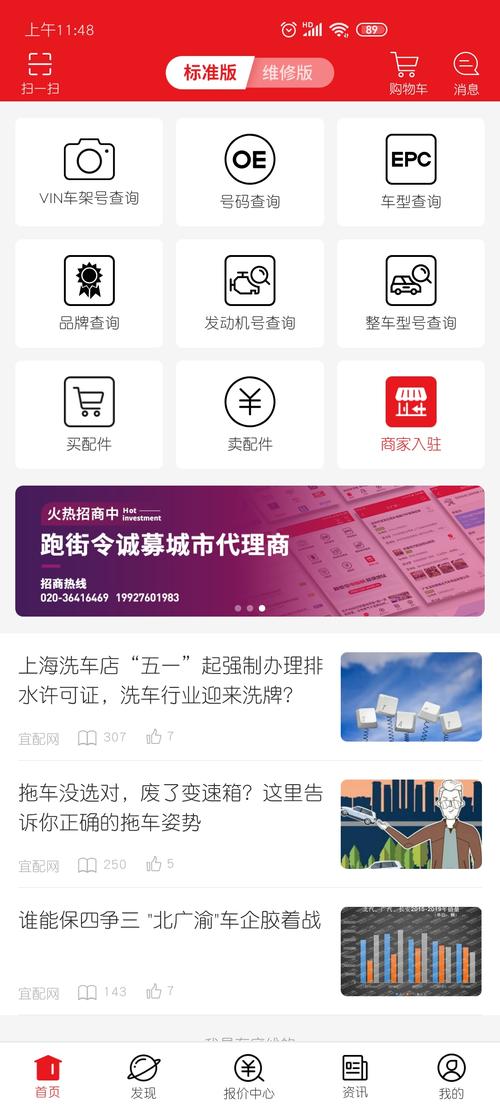 上午11:48
HD
89
扫一扫
标准版
维修版
购物车
消息
VIN车架号查询
OE
号码查询
EPC
车型查询
品牌查询
发动机号查询
整车型号查询
买配件
卖配件
商家入驻
火热招商中 Hot investment
跑街令诚募城市代理商
招商热线
020-36416469 19927601983
上海洗车店“五一”起强制办理排
水许可证，洗车行业迎来洗牌？
宜配网 307 7
拖车没选对，废了变速箱？这里告
诉你正确的拖车姿势
宜配网 250 5
谁能保四争三 "北广渝"车企胶着战
宜配网 143 7
首页
发现
报价中心
资讯
我的